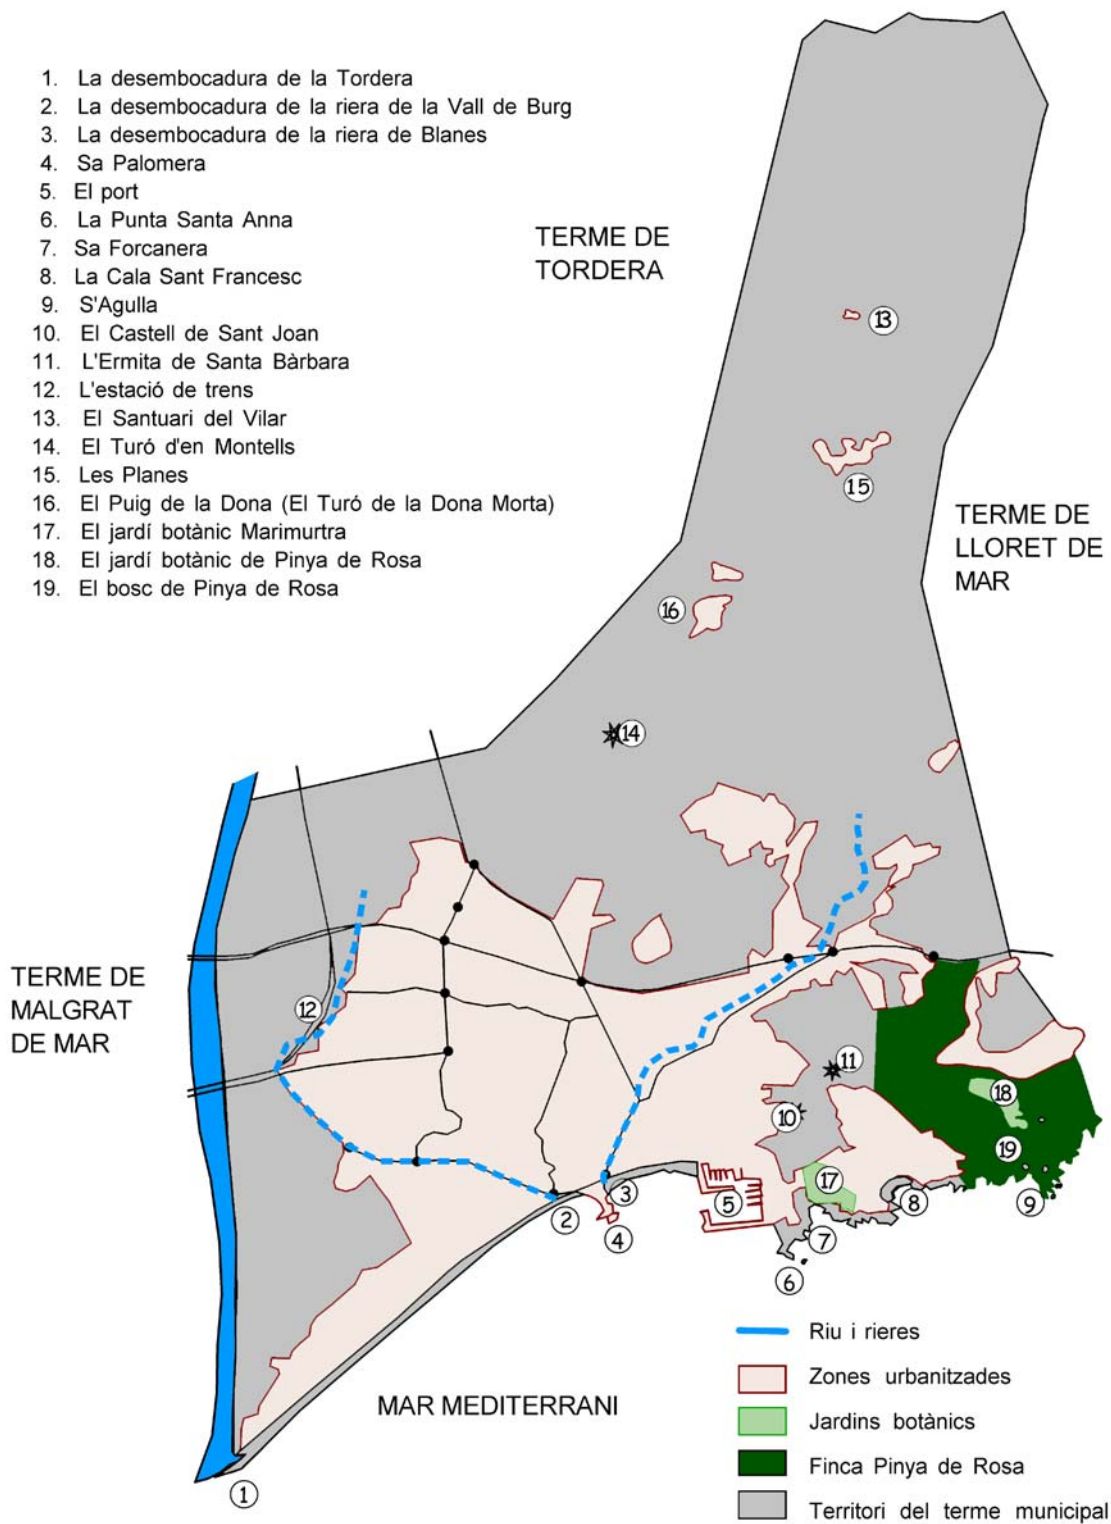 1. La desembocadura de la Tordera
2. La desembocadura de la riera de la Vall de Burg
3. La desembocadura de la riera de Blanes
4. Sa Palomera
5. El port
6. La Punta Santa Anna
7. Sa Forcanera
8. La Cala Sant Francesc
9. S'Agulla
10. El Castell de Sant Joan
11. L'Ermita de Santa Bàrbara
12. L'estació de trens
13. El Santuari del Vilar
14. El Turó d'en Montells
15. Les Planes
16. El Puig de la Dona (El Turó de la Dona Morta)
17. El jardí botànic Marimurtra
18. El jardí botànic de Pinya de Rosa
19. El bosc de Pinya de Rosa
TERME DE
TORDERA
13
15
TERME DE
LLORET DE
MAR
16
14
TERME DE
MALGRAT
DE MAR
12
11
10
18
19
17
5
3
2
4
8
9
7
6
1
MAR MEDITERRANI
Riu i rieres
Zones urbanitzades
Jardins botànics
Finca Pinya de Rosa
Territori del terme municipal